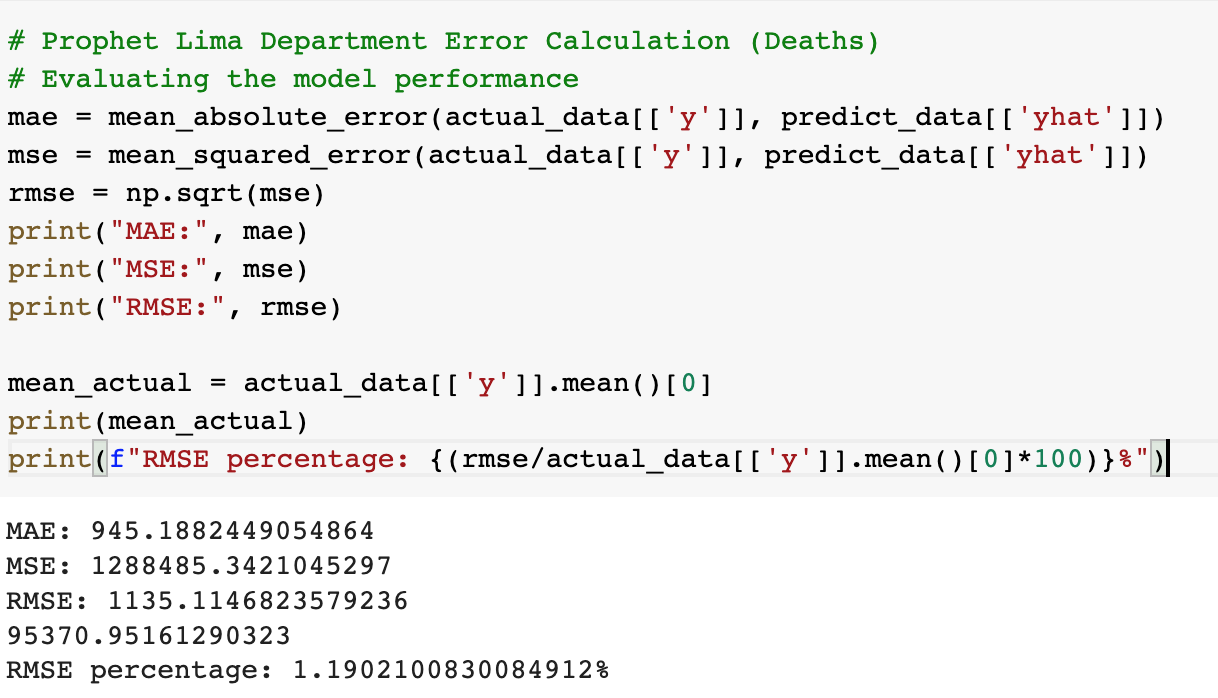 # Prophet Lima Department Error Calculation (Deaths)
# Evaluating the model performance
mae = mean_absolute_error(actual_data[['y']], predict_data[['yhat']])
mse = mean_squared_error(actual_data[['y']], predict_data[['yhat']])
rmse = np.sqrt(mse)
print("MAE:", mae)
print("MSE:", mse)
print("RMSE:", rmse)
mean_actual = actual_data[['y']].mean()[0]
print(mean_actual)
print(f"RMSE percentage: {(rmse/actual_data[['y']].mean()[0]*100)}%")
MAE: 945.1882449054864
MSE: 1288485.3421045297
RMSE: 1135.1146823579236
95370.95161290323
RMSE percentage: 1.1902100830084912%